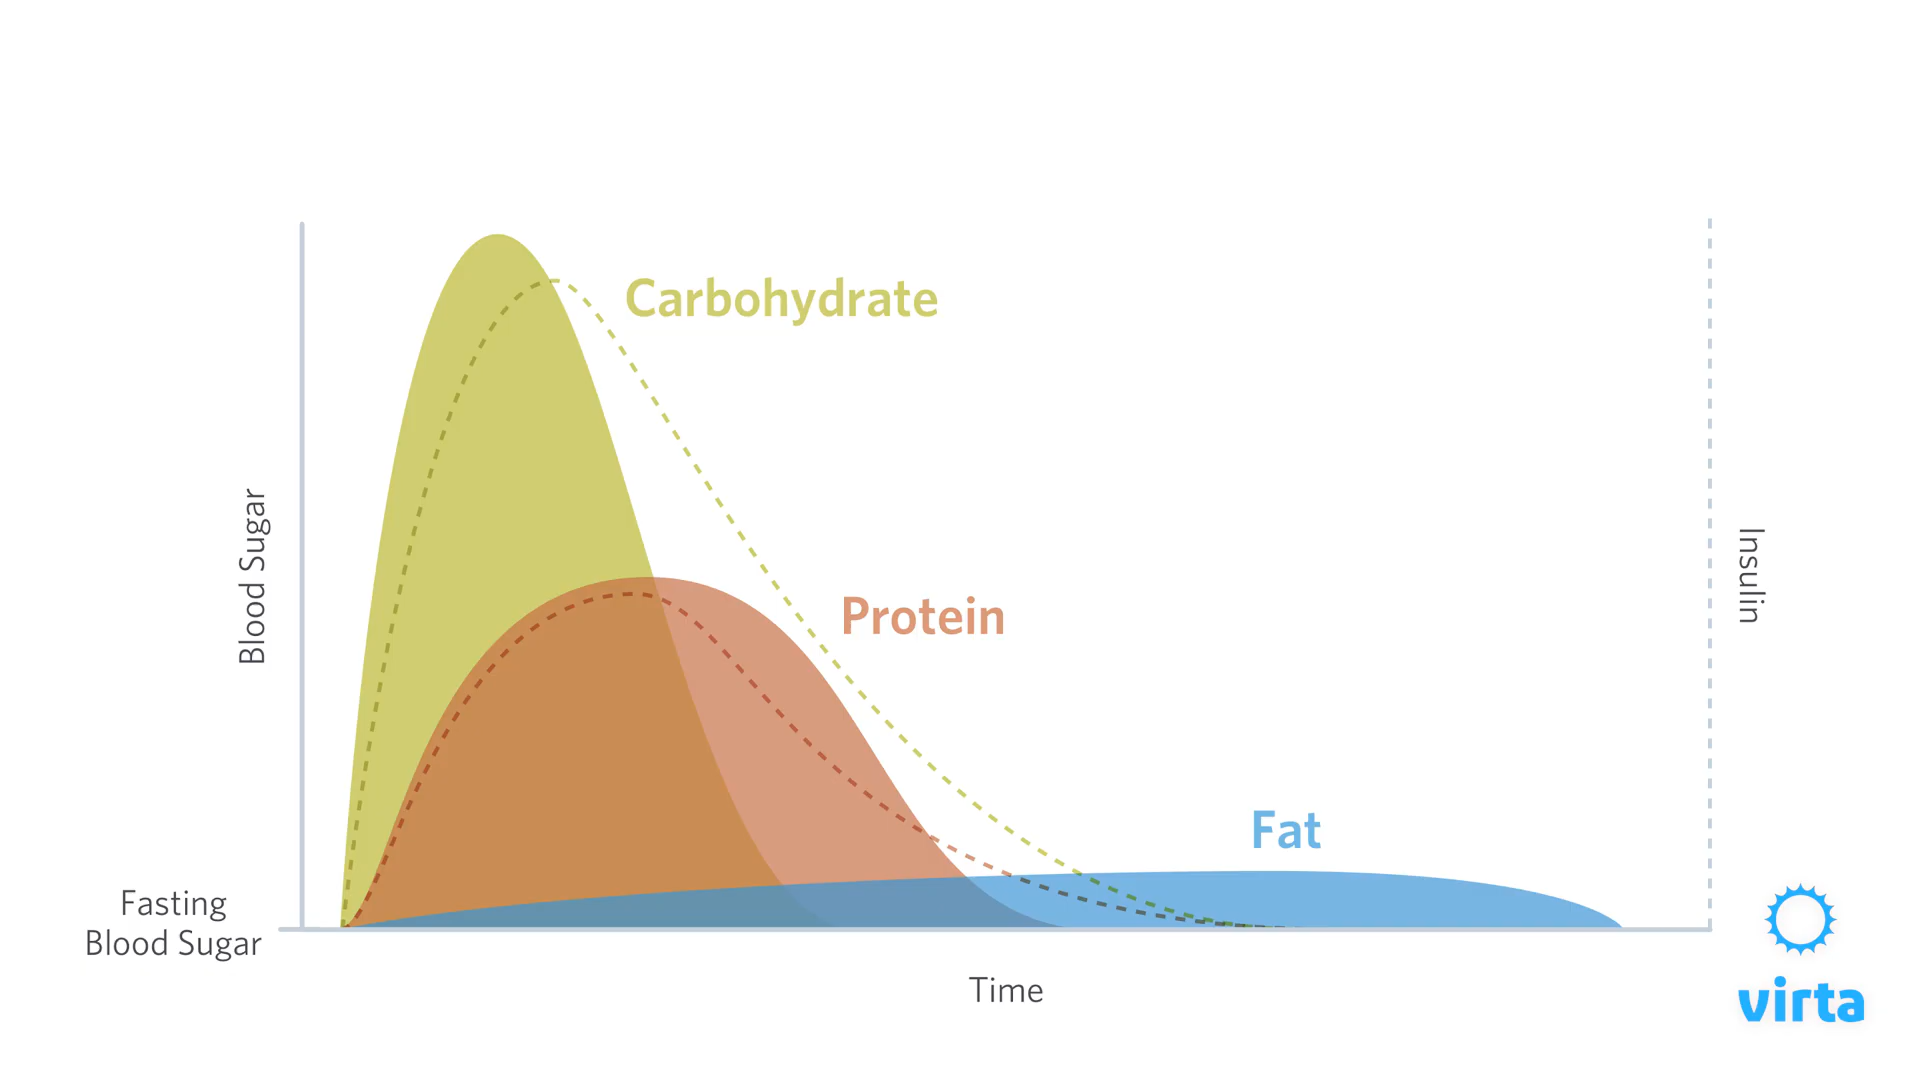 Carbohydrate
Blood Sugar
Insulin
Protein
Fat
Fasting
Blood Sugar
Time
virta